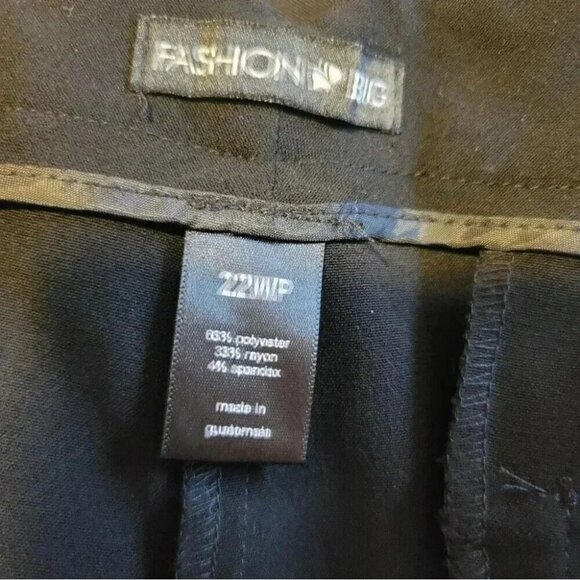 FASHION BUG
22WP
63% polyester
33% rayon
4% spandex
made in
guatemala